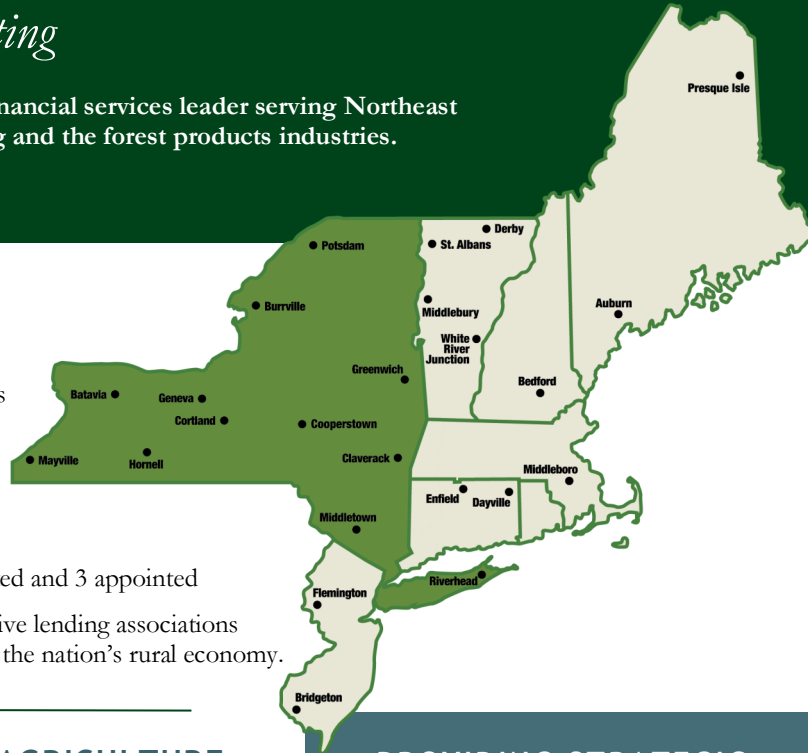 nancial services leader serving Northeast
and the forest products industries.
Presque Isle
Derby
St. Albans
Potsdam
Burrville
Middlebury
White
River
Junction
Auburn
Greenwich
Bedford
Batavia
Geneva
Cortland
Cooperstown
Mayville
Hornell
Claverack
Middleboro
Enfield
Dayville
Middletown
ed and 3 appointed
Riverhead
Flemington
ive lending associations
the nation's rural economy.
Bridgeton
AGRICULTURE